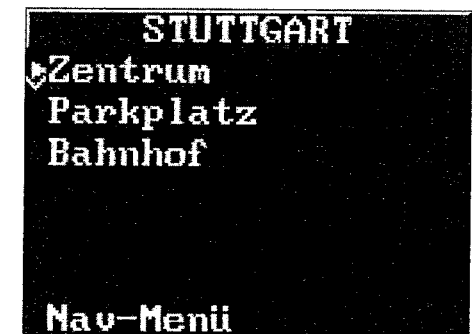 STUTTGART
Zentrum
Parkplatz
Bahnhof
Nav-Menü